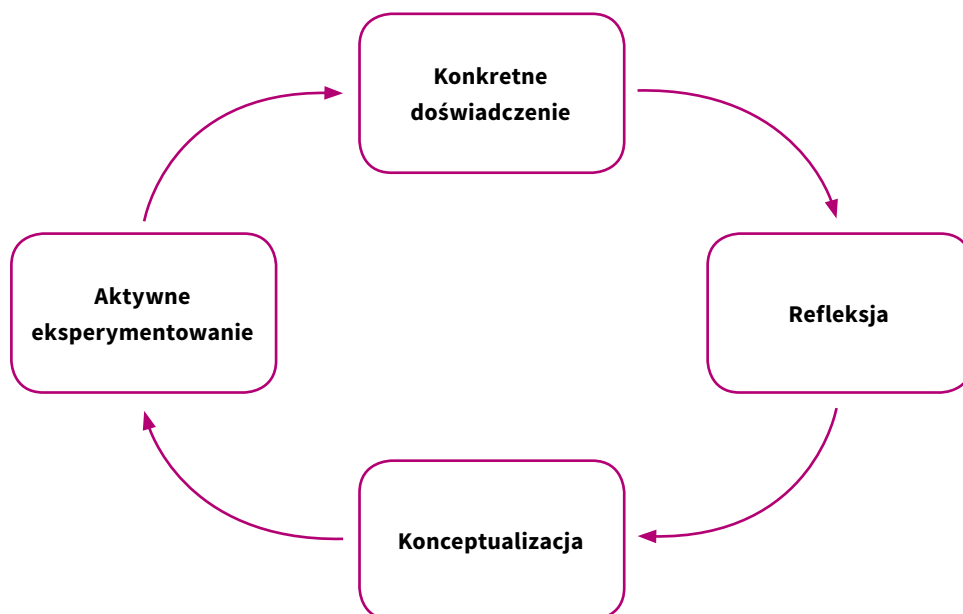 Konkretne
doświadczenie
Refleksja
Konceptualizacja
Aktywne
eksperymentowanie